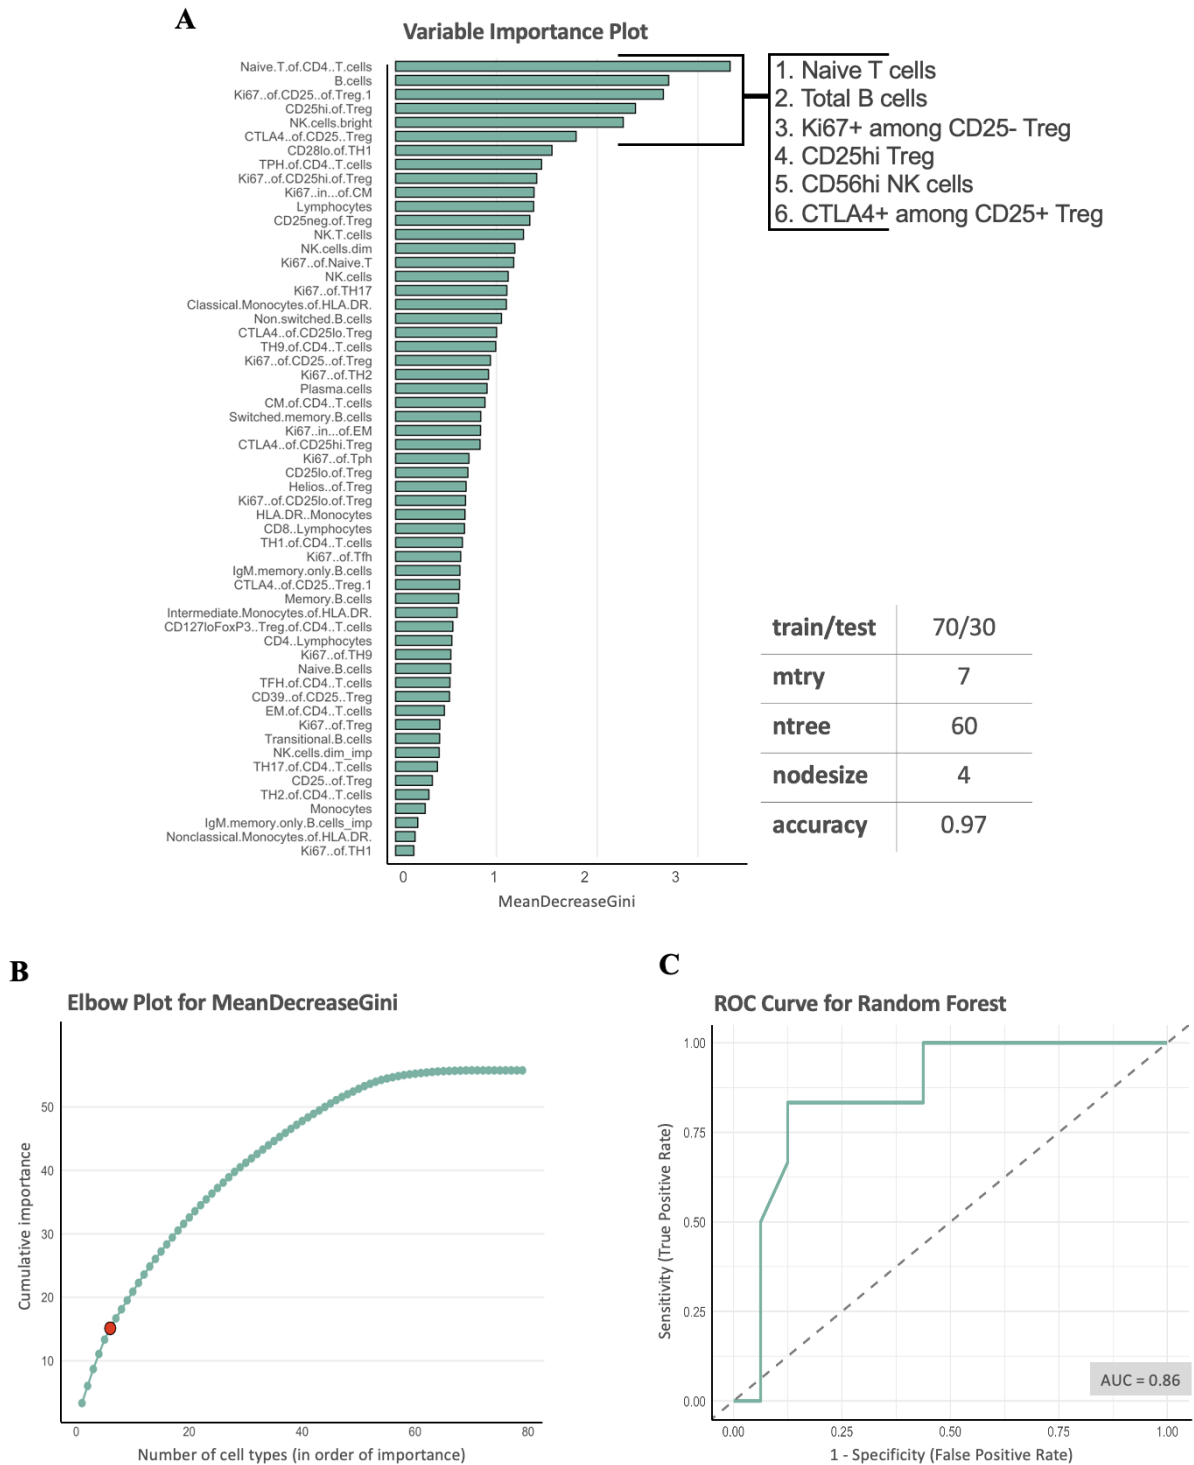 A
Variable Importance Plot
Naive.T.of.CD4..T.cells
B.cells
Ki67..of.CD25..of.Treg.1
CD25hi.of.Treg
NK.cells.bright
CTLA4..of.CD25..Treg
CD28lo.of.TH1
TPH.of.CD4..T.cells
Ki67..of.CD25hi.of.Treg
Ki67..in...of.CM
Lymphocytes
CD25neg.of.Treg
NK.T.cells
NK.cells.dim
Ki67..of.Naive.T
NK.cells
Ki67..of.TH17
Classical.Monocytes.of.HLA.DR.
Non.switched.B.cells
CTLA4..of.CD25lo.Treg
TH9.of.CD4..T.cells
Ki67..of.CD25..of.Treg
Ki67..of.TH2
Plasma.cells
CM.of.CD4..T.cells
Switched.memory.B.cells
Ki67..in...of.EM
CTLA4..of.CD25hi.Treg
Ki67..of.Tph
CD25lo.of.Treg
Helios..of.Treg
Ki67..of.CD25lo.of.Treg
HLA.DR..Monocytes
CD8..Lymphocytes
TH1.of.CD4..T.cells
Ki67..of.Tfh
IgM.memory.only.B.cells
CTLA4..of.CD25..Treg.1
Memory.B.cells
Intermediate.Monocytes.of.HLA.DR.
CD127loFoxP3..Treg.of.CD4..T.cells
CD4..Lymphocytes
Ki67..of.TH9
Naive.B.cells
TFH.of.CD4..T.cells
CD39..of.CD25..Treg
EM.of.CD4..T.cells
Ki67..of.Treg
Transitional.B.cells
NK.cells.dim_imp
TH17.of.CD4..T.cells
CD25..of.Treg
TH2.of.CD4..T.cells
Monocytes
IgM.memory.only.B.cells_imp
Nonclassical.Monocytes.of.HLA.DR.
Ki67..of.TH1
0 1 2 3
MeanDecreaseGini
1. Naive T cells
2. Total B cells
3. Ki67+ among CD25- Treg
4. CD25hi Treg
5. CD56hi NK cells
6. CTLA4+ among CD25+ Treg
train/test 70/30
mtry 7
ntree 60
nodesize 4
accuracy 0.97
B
Elbow Plot for MeanDecreaseGini
Cumulative importance
50
40
30
20
10
0 20 40 60 80
Number of cell types (in order of importance)
C
ROC Curve for Random Forest
Sensitivity (True Positive Rate)
1.00
0.75
0.50
0.25
0.00
AUC = 0.86
0.00 0.25 0.50 0.75 1.00
1 - Specificity (False Positive Rate)